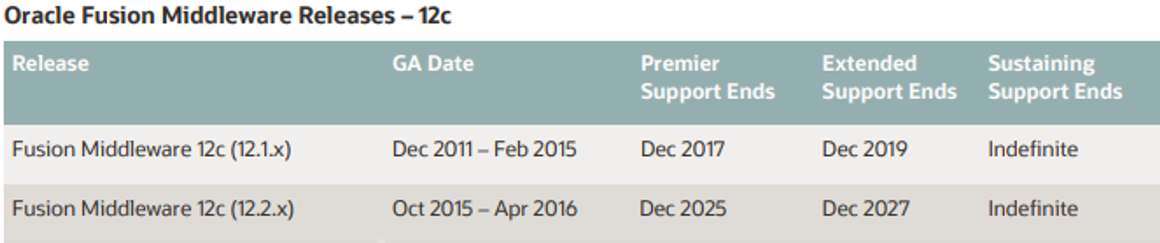 Oracle Fusion Middleware Releases – 12c
Release GA Date Premier Support Ends Extended Support Ends Sustaining Support Ends
Fusion Middleware 12c (12.1.x) Dec 2011 – Feb 2015 Dec 2017 Dec 2019 Indefinite
Fusion Middleware 12c (12.2.x) Oct 2015 – Apr 2016 Dec 2025 Dec 2027 Indefinite